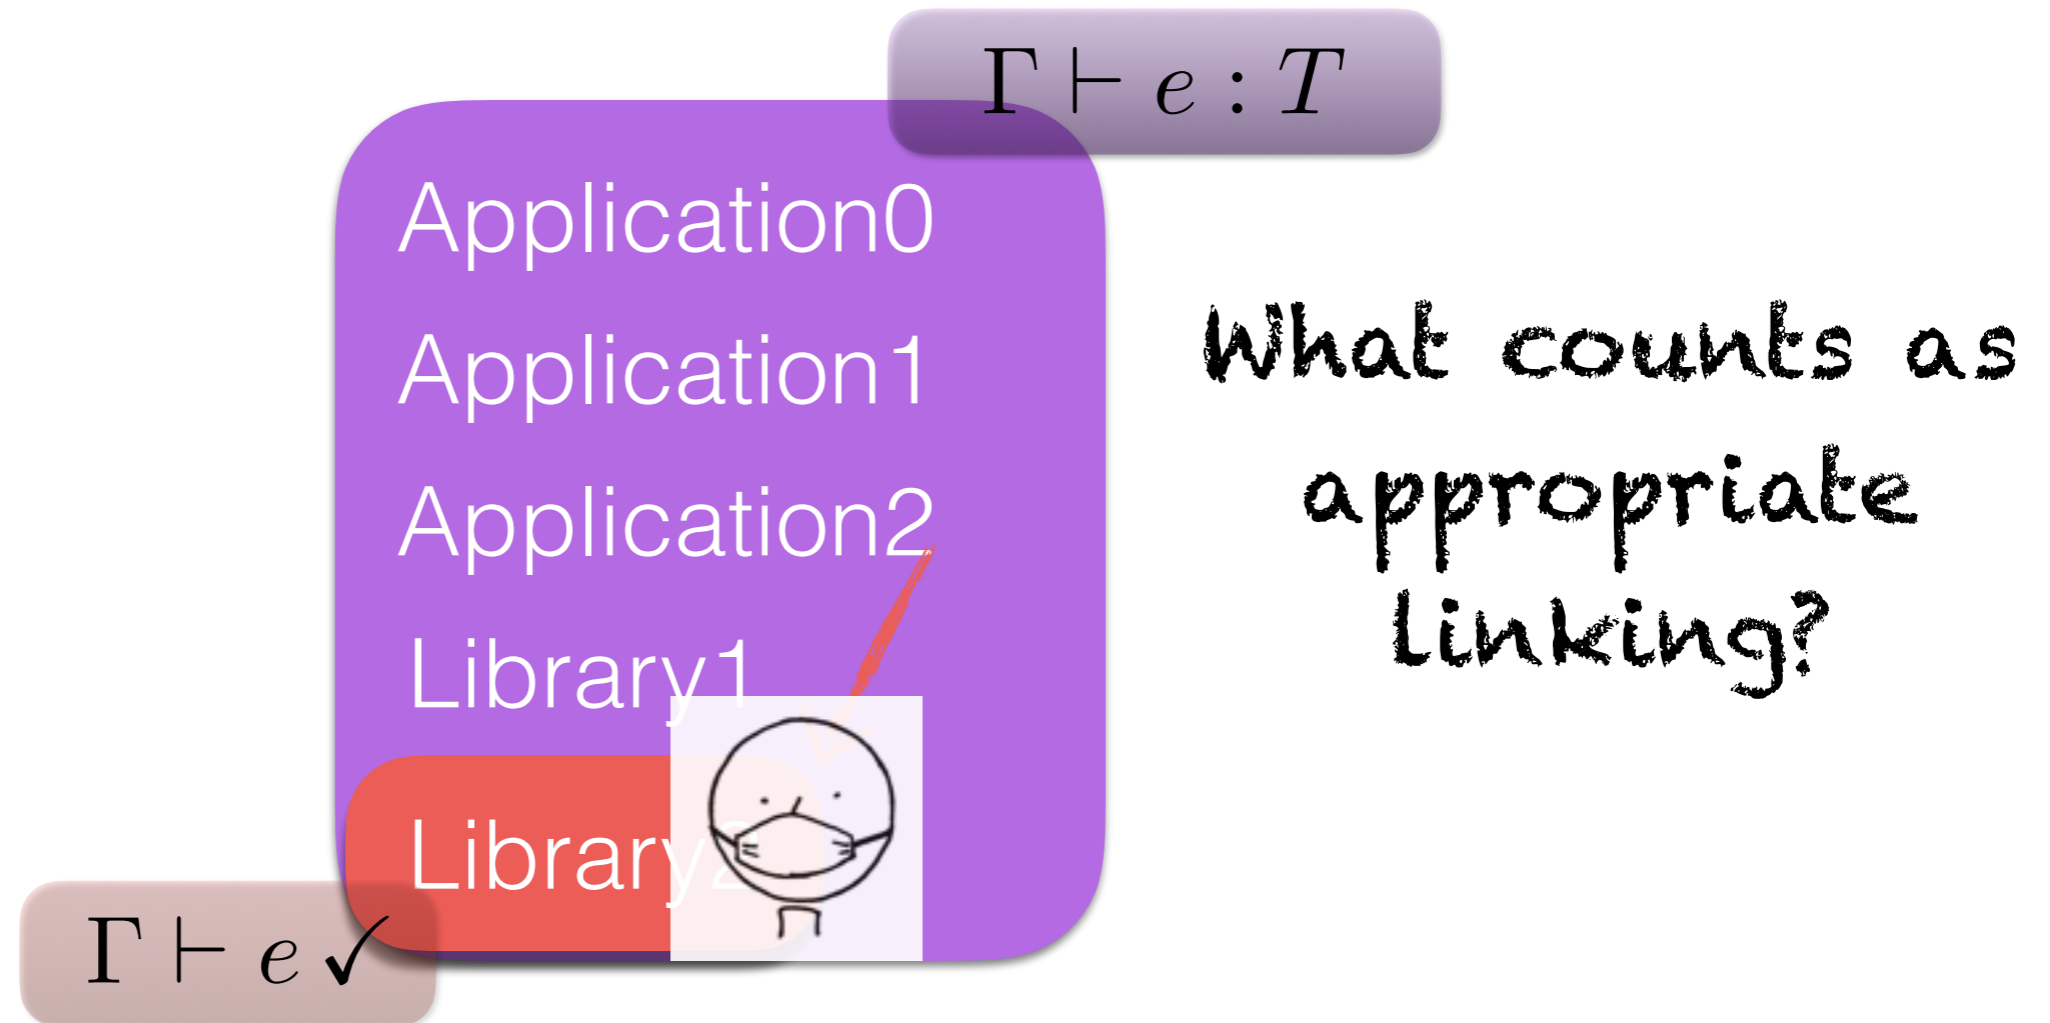 Γ ⊢ e : T
Application0
Application1
Application2
Library1
Library2
Γ ⊢ e ✓
What counts as
appropriate
linking?